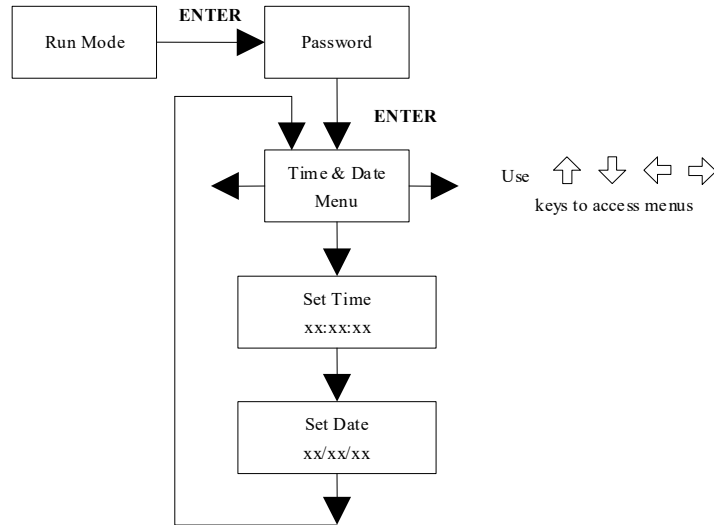 ENTER
Run Mode
Password
ENTER
Time & Date
Menu
Use
keys to access menus
Set Time
xx:xx:xx
Set Date
xx/xx/xx